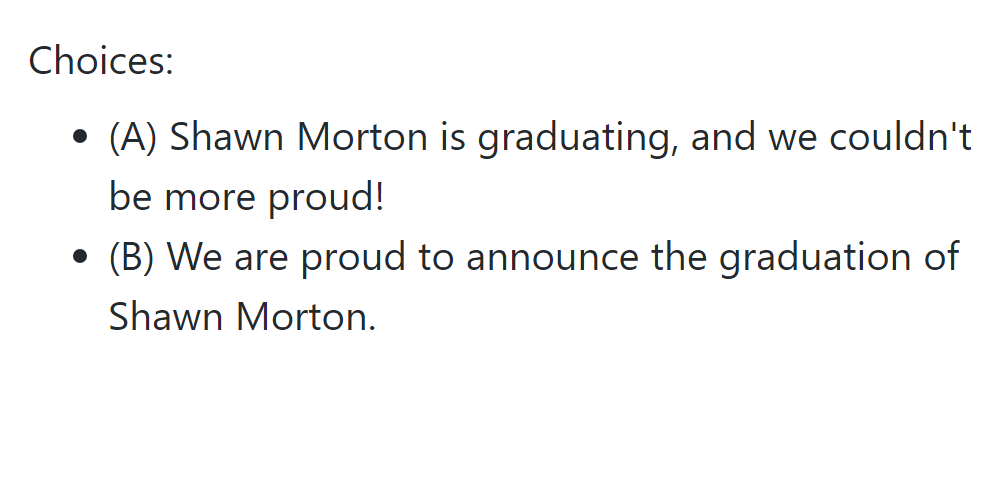 Choices:
• (A) Shawn Morton is graduating, and we couldn't
be more proud!
• (B) We are proud to announce the graduation of
Shawn Morton.